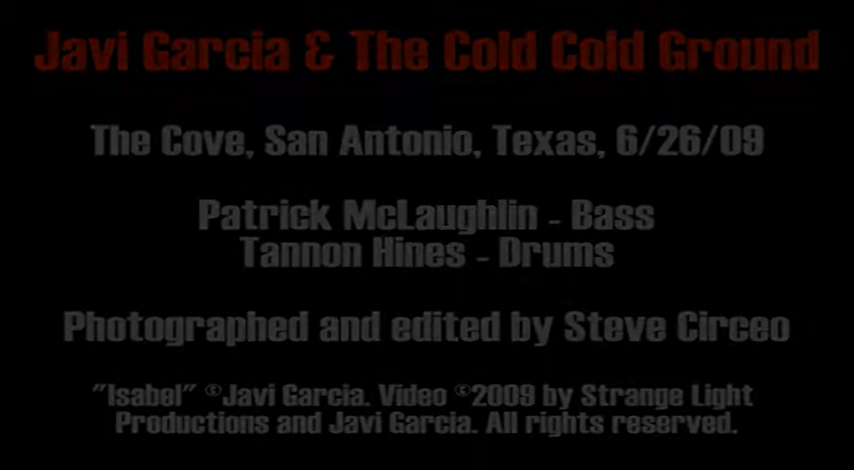 Javi Garcia & The Cold Cold Ground
The Cove, San Antonio, Texas, 6/26/09
Patrick McLaughlin - Bass
Tannon Hines - Drums
Photographed and edited by Steve Circeo
"Isabel" ©Javi Garcia. Video ©2009 by Strange Light
Productions and Javi Garcia. All rights reserved.